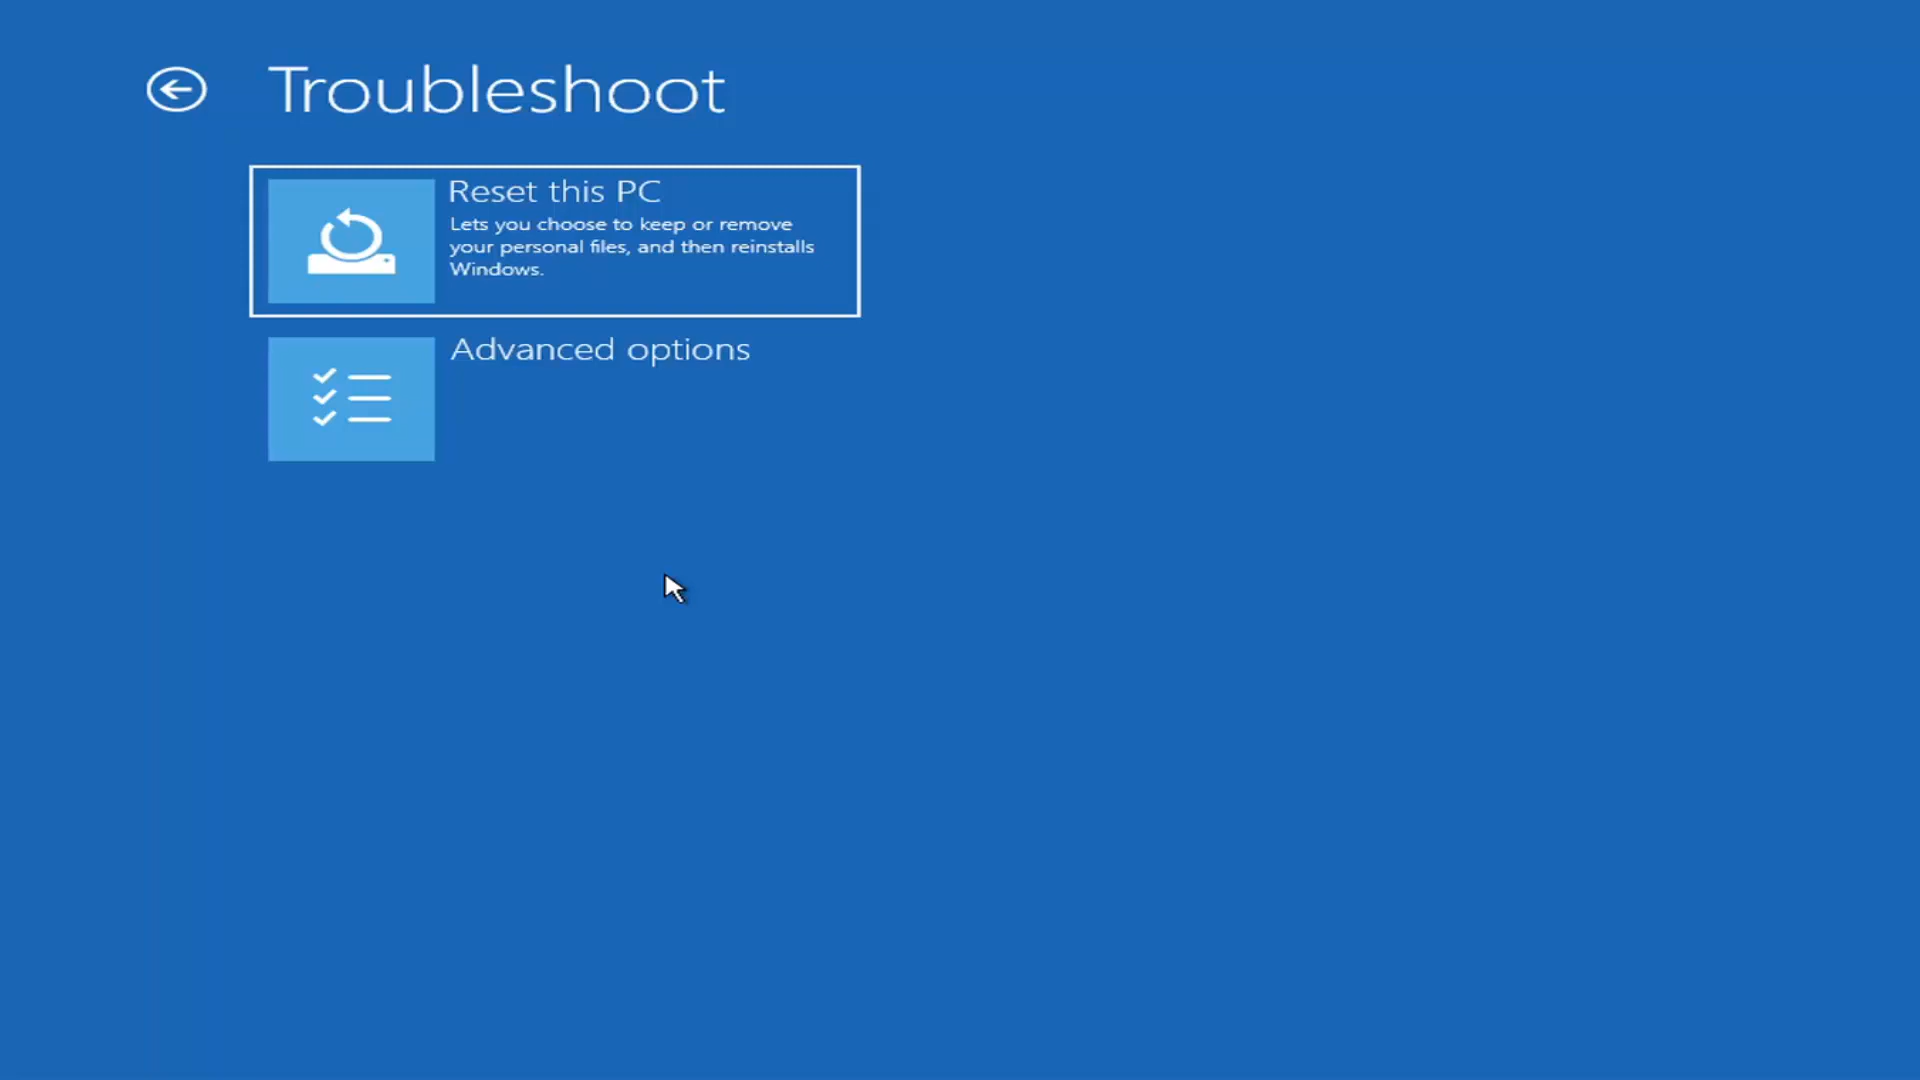 Troubleshoot
Reset this PC
Lets you choose to keep or remove
your personal files, and then reinstalls
Windows.
Advanced options